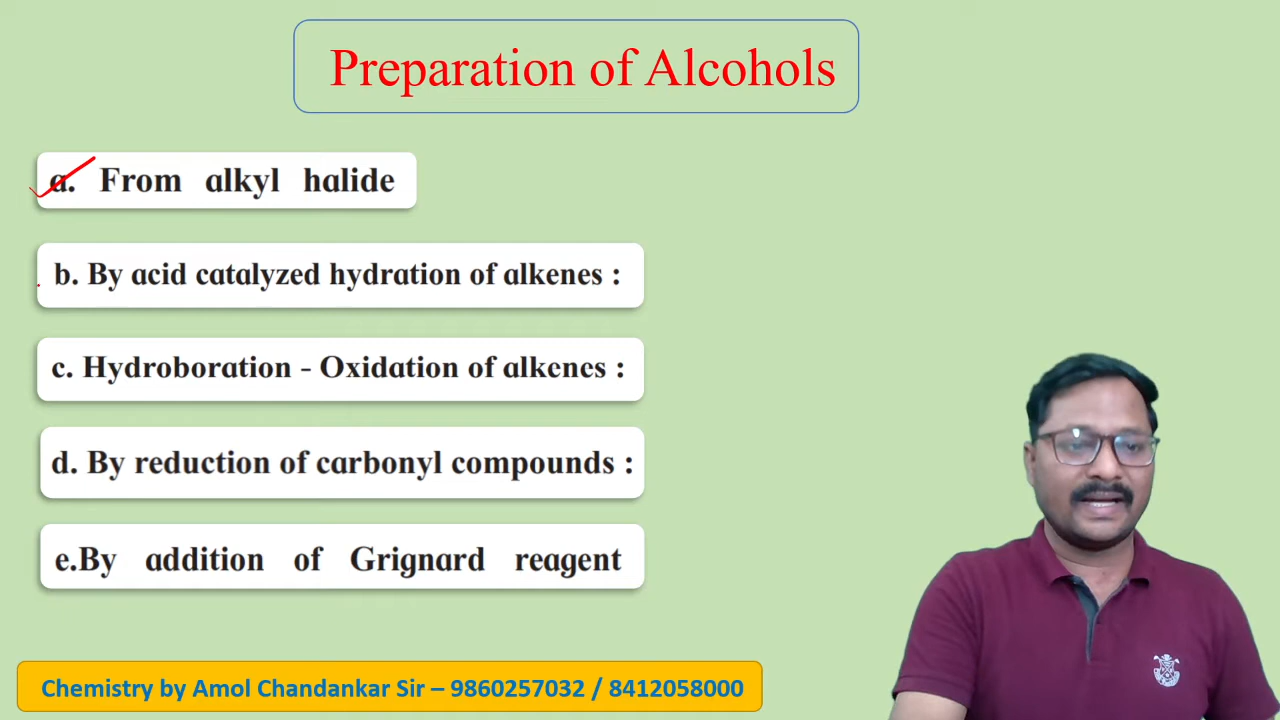 Preparation of Alcohols
a. From alkyl halide
b. By acid catalyzed hydration of alkenes :
c. Hydroboration - Oxidation of alkenes :
d. By reduction of carbonyl compounds :
e.By addition of Grignard reagent
Chemistry by Amol Chandankar Sir – 9860257032 / 8412058000